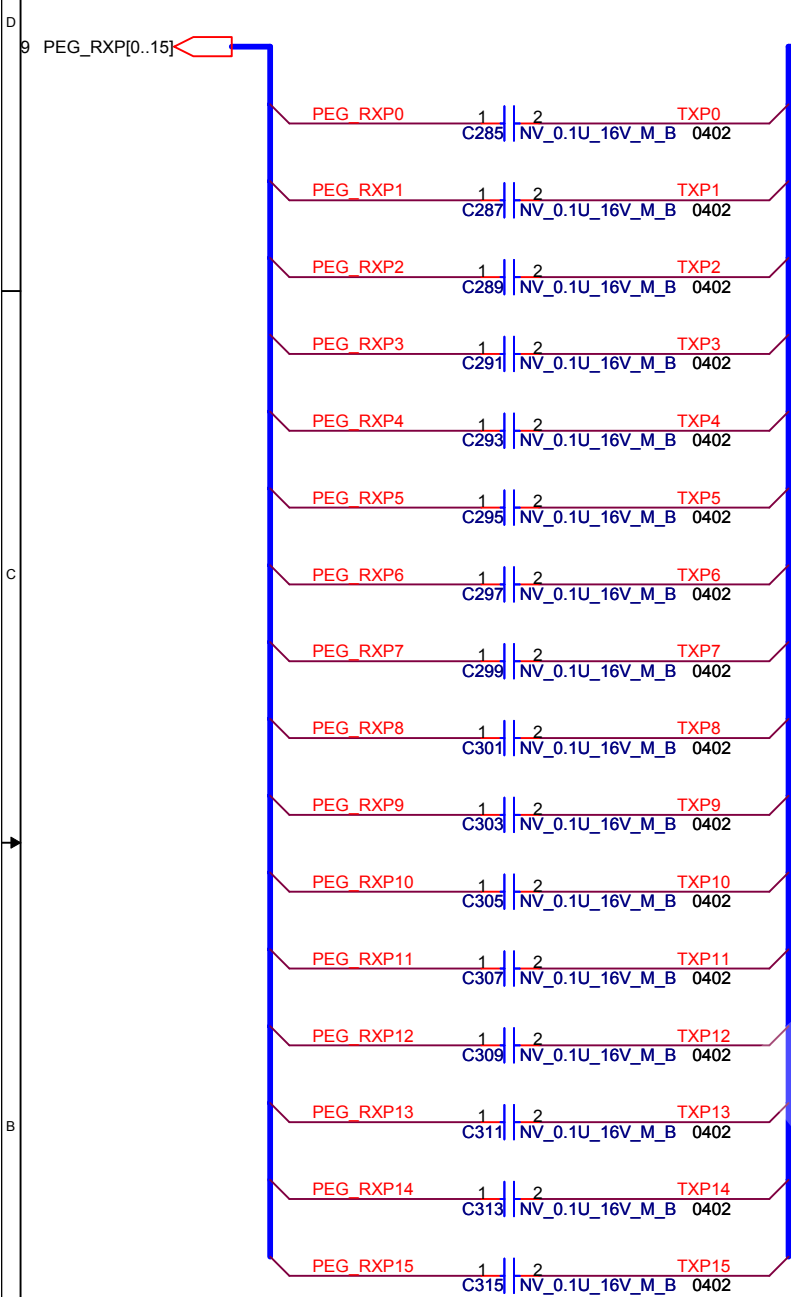 D
9 PEG_RXP[0..15]
PEG_RXP0 1 2 TXP0
C285 NV_0.1U_16V_M_B 0402
PEG_RXP1 1 2 TXP1
C287 NV_0.1U_16V_M_B 0402
PEG_RXP2 1 2 TXP2
C289 NV_0.1U_16V_M_B 0402
PEG_RXP3 1 2 TXP3
C291 NV_0.1U_16V_M_B 0402
PEG_RXP4 1 2 TXP4
C293 NV_0.1U_16V_M_B 0402
PEG_RXP5 1 2 TXP5
C295 NV_0.1U_16V_M_B 0402
C
PEG_RXP6 1 2 TXP6
C297 NV_0.1U_16V_M_B 0402
PEG_RXP7 1 2 TXP7
C299 NV_0.1U_16V_M_B 0402
PEG_RXP8 1 2 TXP8
C301 NV_0.1U_16V_M_B 0402
PEG_RXP9 1 2 TXP9
C303 NV_0.1U_16V_M_B 0402
PEG_RXP10 1 2 TXP10
C305 NV_0.1U_16V_M_B 0402
PEG_RXP11 1 2 TXP11
C307 NV_0.1U_16V_M_B 0402
PEG_RXP12 1 2 TXP12
C309 NV_0.1U_16V_M_B 0402
PEG_RXP13 1 2 TXP13
B
C311 NV_0.1U_16V_M_B 0402
PEG_RXP14 1 2 TXP14
C313 NV_0.1U_16V_M_B 0402
PEG_RXP15 1 2 TXP15
C315 NV_0.1U_16V_M_B 0402